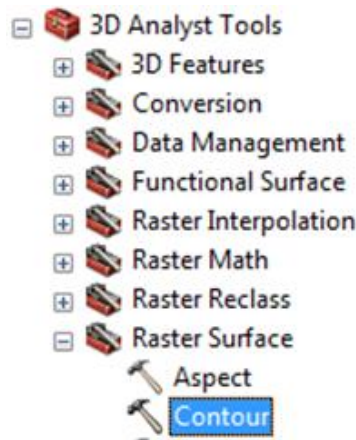 3D Analyst Tools
3D Features
Conversion
Data Management
Functional Surface
Raster Interpolation
Raster Math
Raster Reclass
Raster Surface
Aspect
Contour